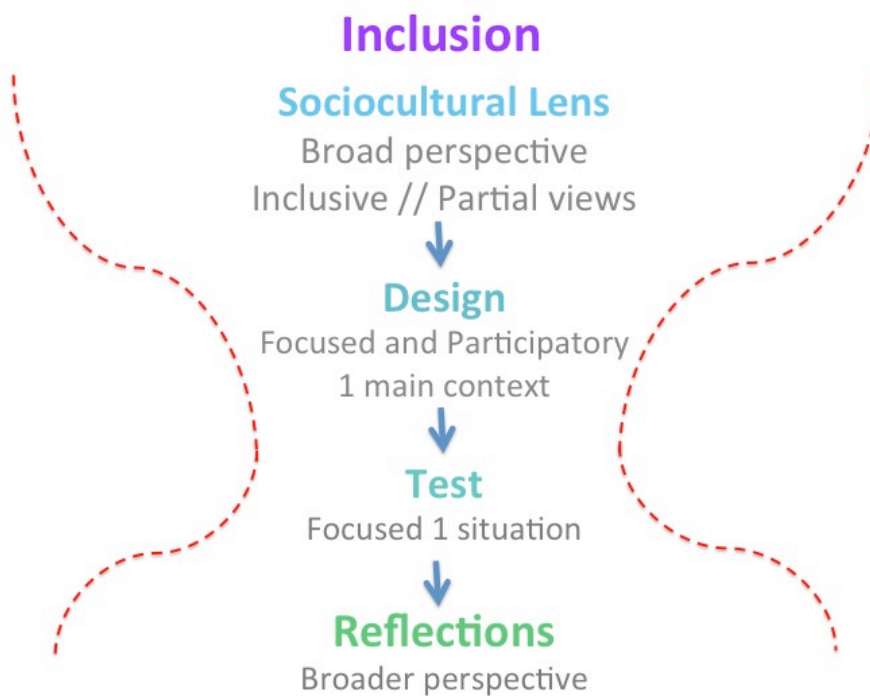 Inclusion
Sociocultural Lens
Broad perspective
Inclusive // Partial views
Design
Focused and Participatory
1 main context
Test
Focused 1 situation
Reflections
Broader perspective